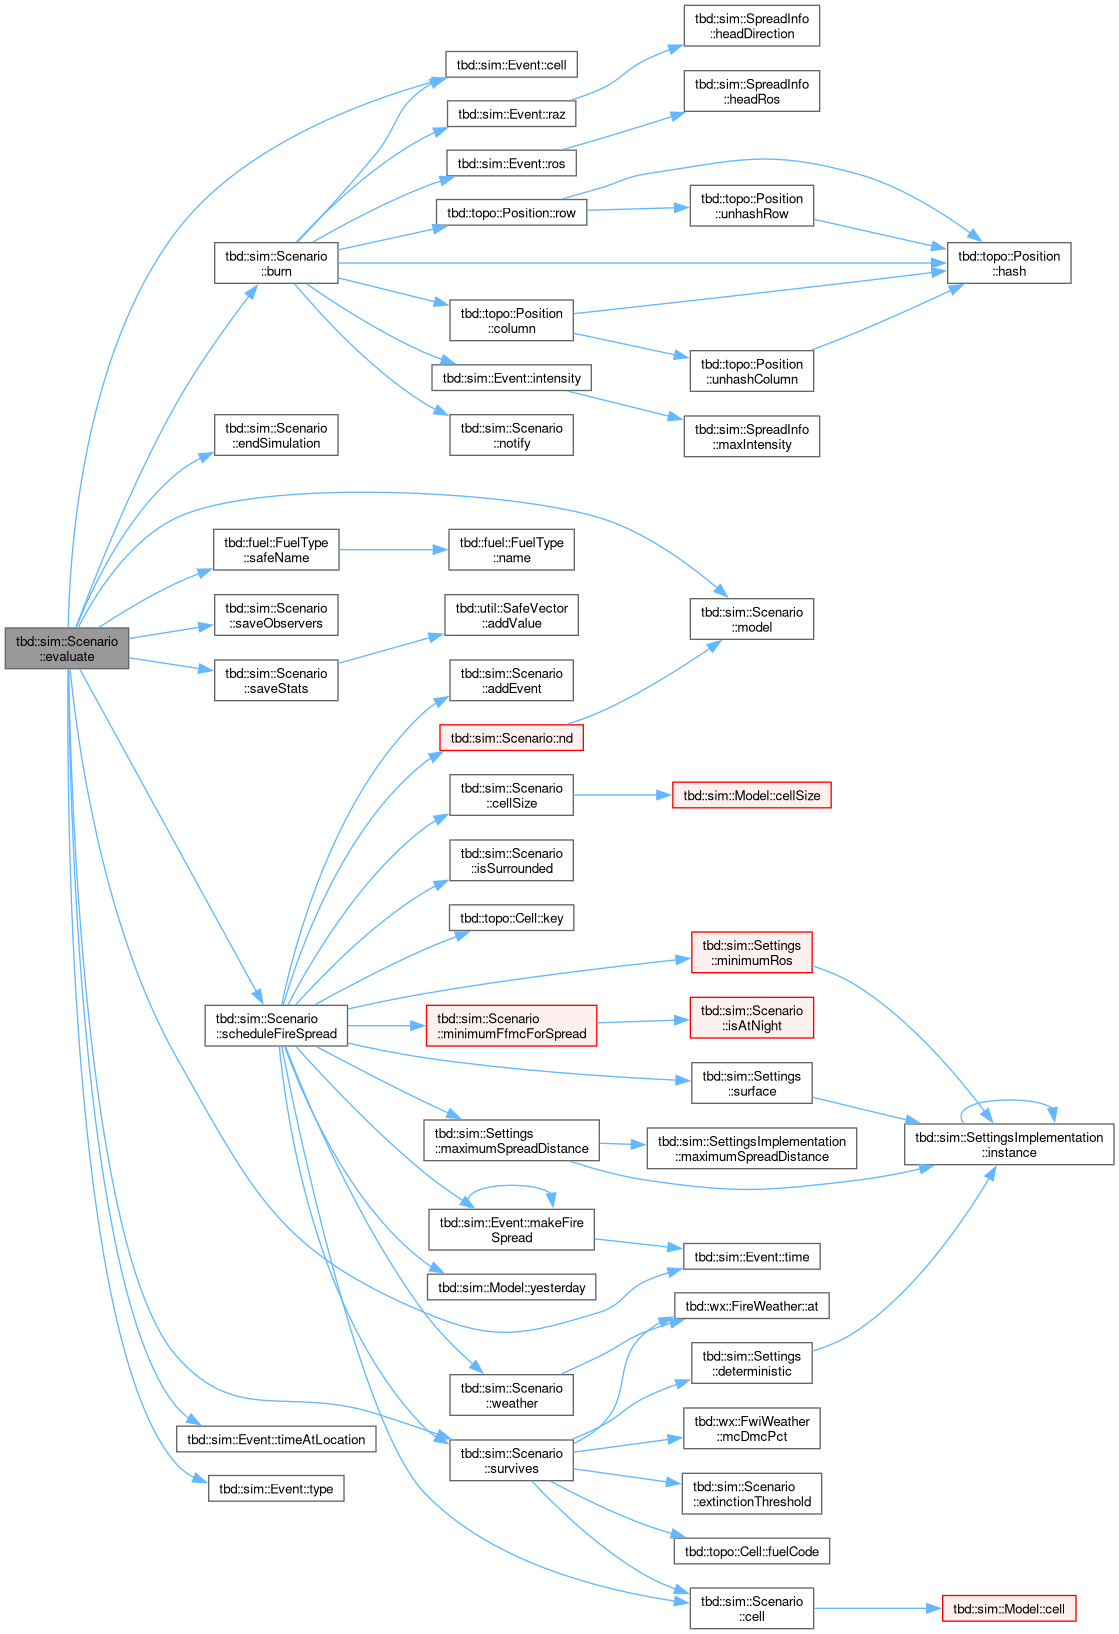 tbd::sim::SpreadInfo
::headDirection
tbd::sim::Event::cell
tbd::sim::SpreadInfo
::headRos
tbd::sim::Event::raz
tbd::sim::Event::ros
tbd::topo::Position::row
tbd::topo::Position
::unhashRow
tbd::sim::Scenario
::burn
tbd::topo::Position
::hash
tbd::topo::Position
::column
tbd::topo::Position
::unhashColumn
tbd::sim::Event::intensity
tbd::sim::Scenario
::endSimulation
tbd::sim::Scenario
::notify
tbd::sim::SpreadInfo
::maxIntensity
tbd::fuel::FuelType
::safeName
tbd::fuel::FuelType
::name
tbd::sim::Scenario
::saveObservers
tbd::util::SafeVector
::addValue
tbd::sim::Scenario
::model
tbd::sim::Scenario
::evaluate
tbd::sim::Scenario
::saveStats
tbd::sim::Scenario
::addEvent
tbd::sim::Scenario::nd
tbd::sim::Scenario
::cellSize
tbd::sim::Model::cellSize
tbd::sim::Scenario
::isSurrounded
tbd::topo::Cell::key
tbd::sim::Settings
::minimumRos
tbd::sim::Scenario
::scheduleFireSpread
tbd::sim::Scenario
::minimumFfmcForSpread
tbd::sim::Scenario
::isAtNight
tbd::sim::Settings
::surface
tbd::sim::Settings
::maximumSpreadDistance
tbd::sim::SettingsImplementation
::maximumSpreadDistance
tbd::sim::SettingsImplementation
::instance
tbd::sim::Event::makeFire
Spread
tbd::sim::Event::time
tbd::sim::Model::yesterday
tbd::wx::FireWeather::at
tbd::sim::Settings
::deterministic
tbd::sim::Scenario
::weather
tbd::sim::Event::timeAtLocation
tbd::wx::FwiWeather
::mcDmcPct
tbd::sim::Scenario
::survives
tbd::sim::Event::type
tbd::sim::Scenario
::extinctionThreshold
tbd::topo::Cell::fuelCode
tbd::sim::Scenario
::cell
tbd::sim::Model::cell